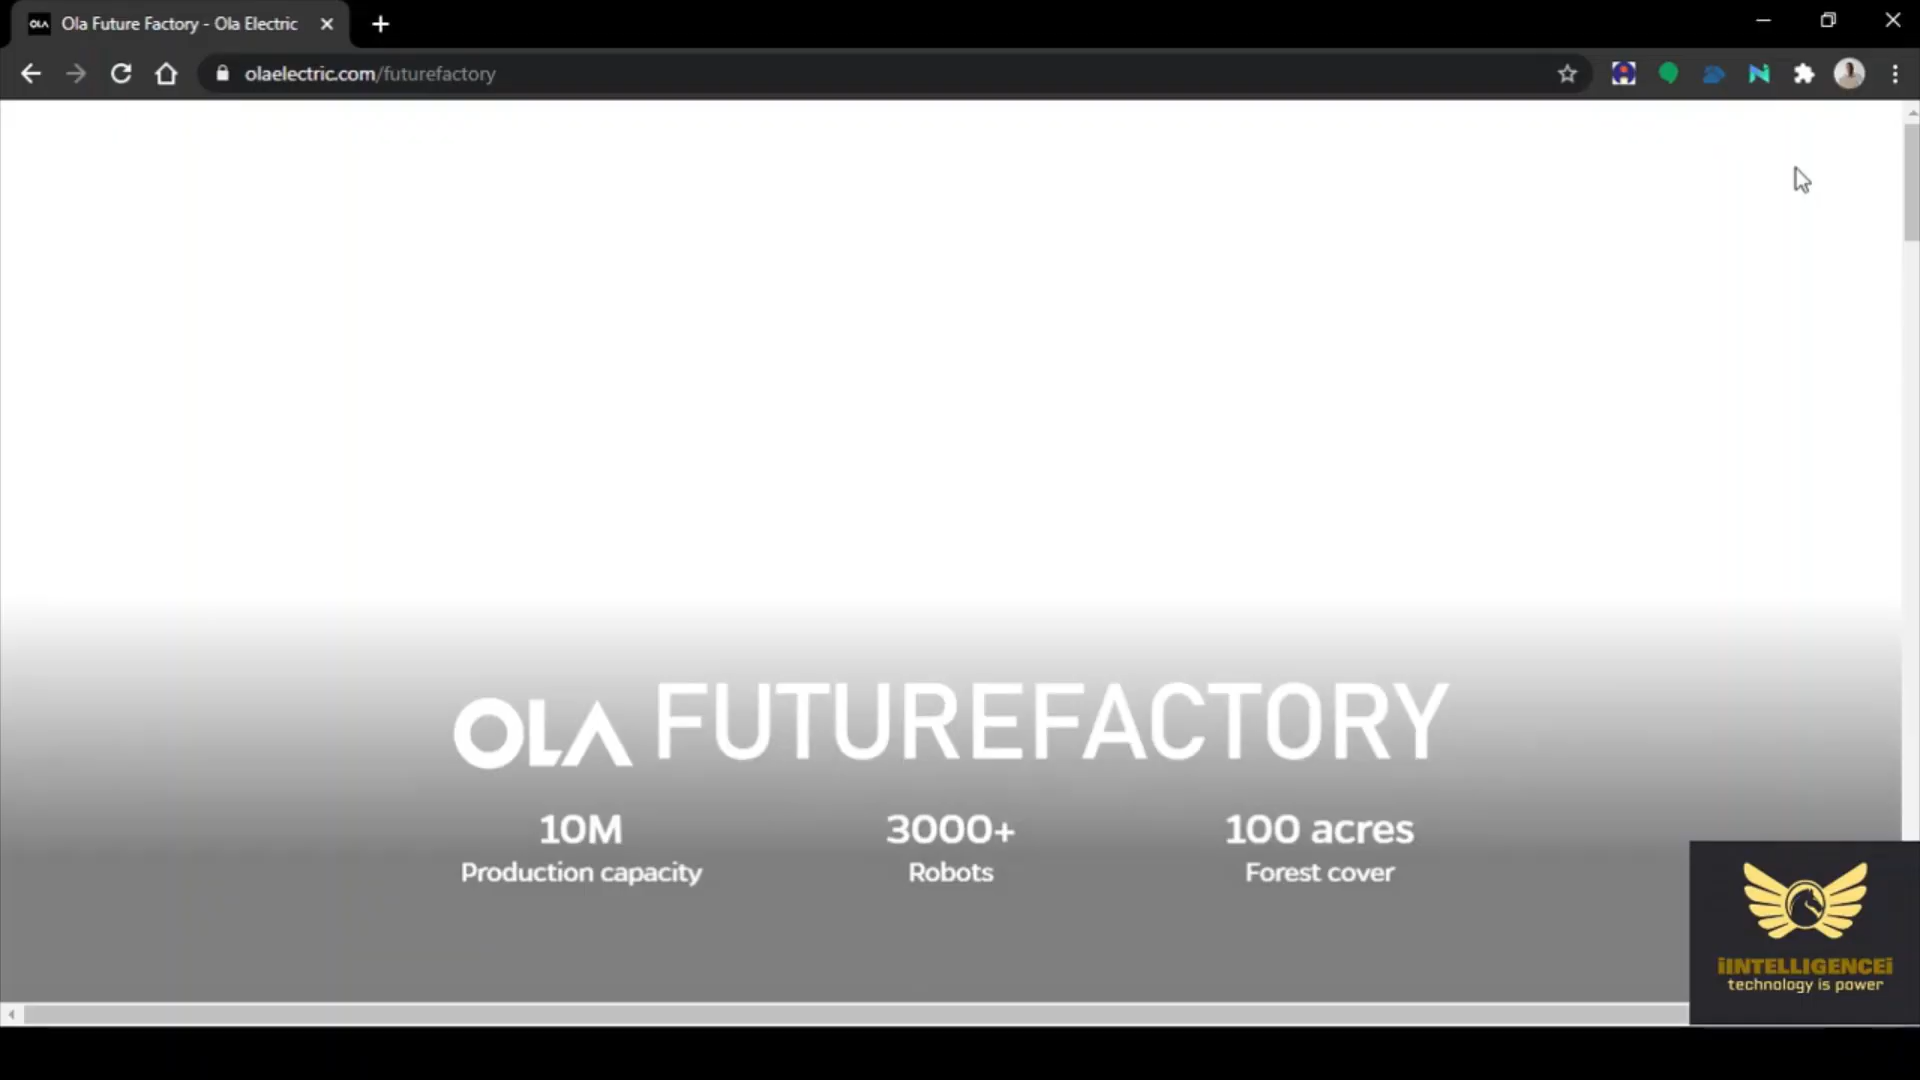 OLA Ola Future Factory - Ola Electric
olaelectric.com/futurefactory
OLA FUTUREFACTORY
10M 3000+ 100 acres
Production capacity Robots Forest cover
iINTELLIGENCEi
technology is power